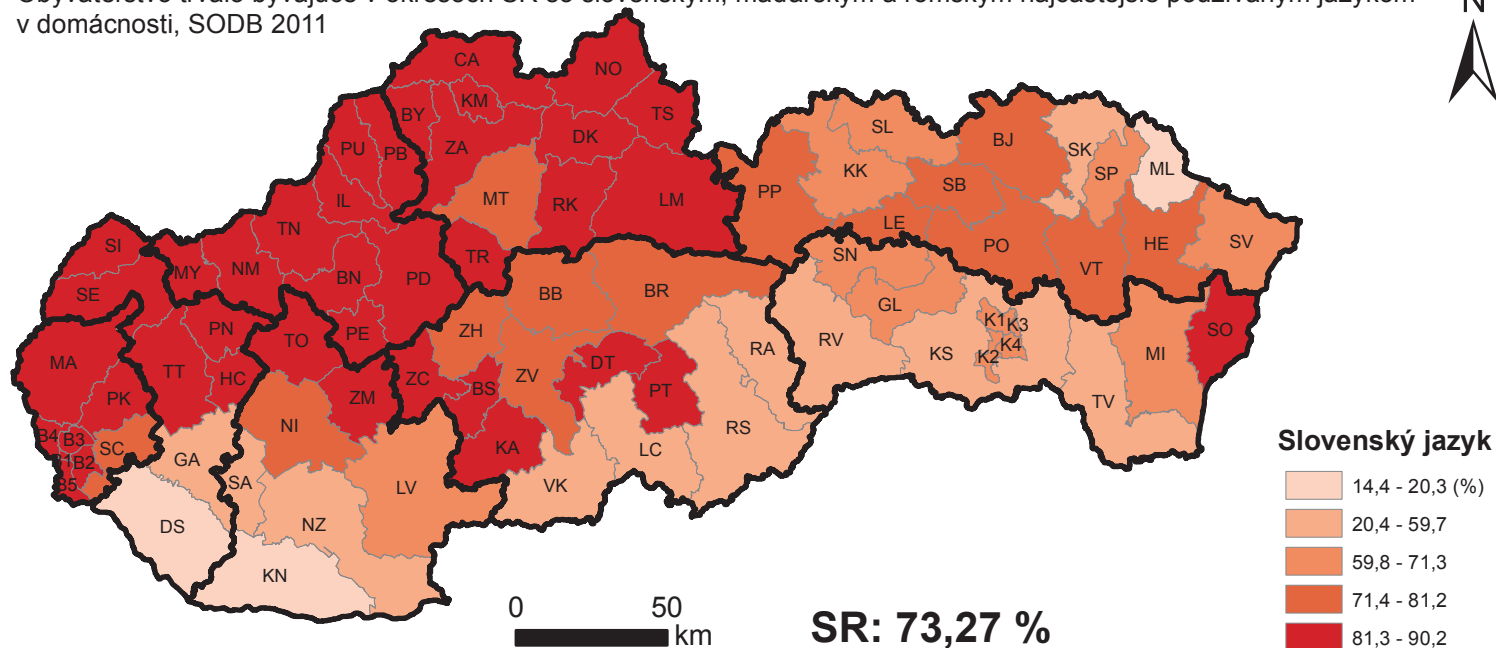 v domácnosti, SODB 2011
N
CA
NO
BY
KM
TS
PU
PB
ZA
DK
SL
BJ
SK
KK
SP
ML
IL
MT
RK
LM
PP
SB
TN
LE
SI
PO
HE
SV
MY
NM
TR
SN
BN
PD
VT
SE
BB
BR
GL
PN
ZH
K1
K3
SO
MA
TO
PE
RV
K4
TT
RA
KS
K2
MI
HC
ZC
BS
ZV
DT
PT
PK
ZM
TV
NI
RS
B4
B3
SC
KA
LC
B2
GA
B5
SA
LV
VK
DS
NZ
KN
Slovenský jazyk
14,4 - 20,3 (%)
20,4 - 59,7
59,8 - 71,3
71,4 - 81,2
81,3 - 90,2
0 50
km
SR: 73,27 %